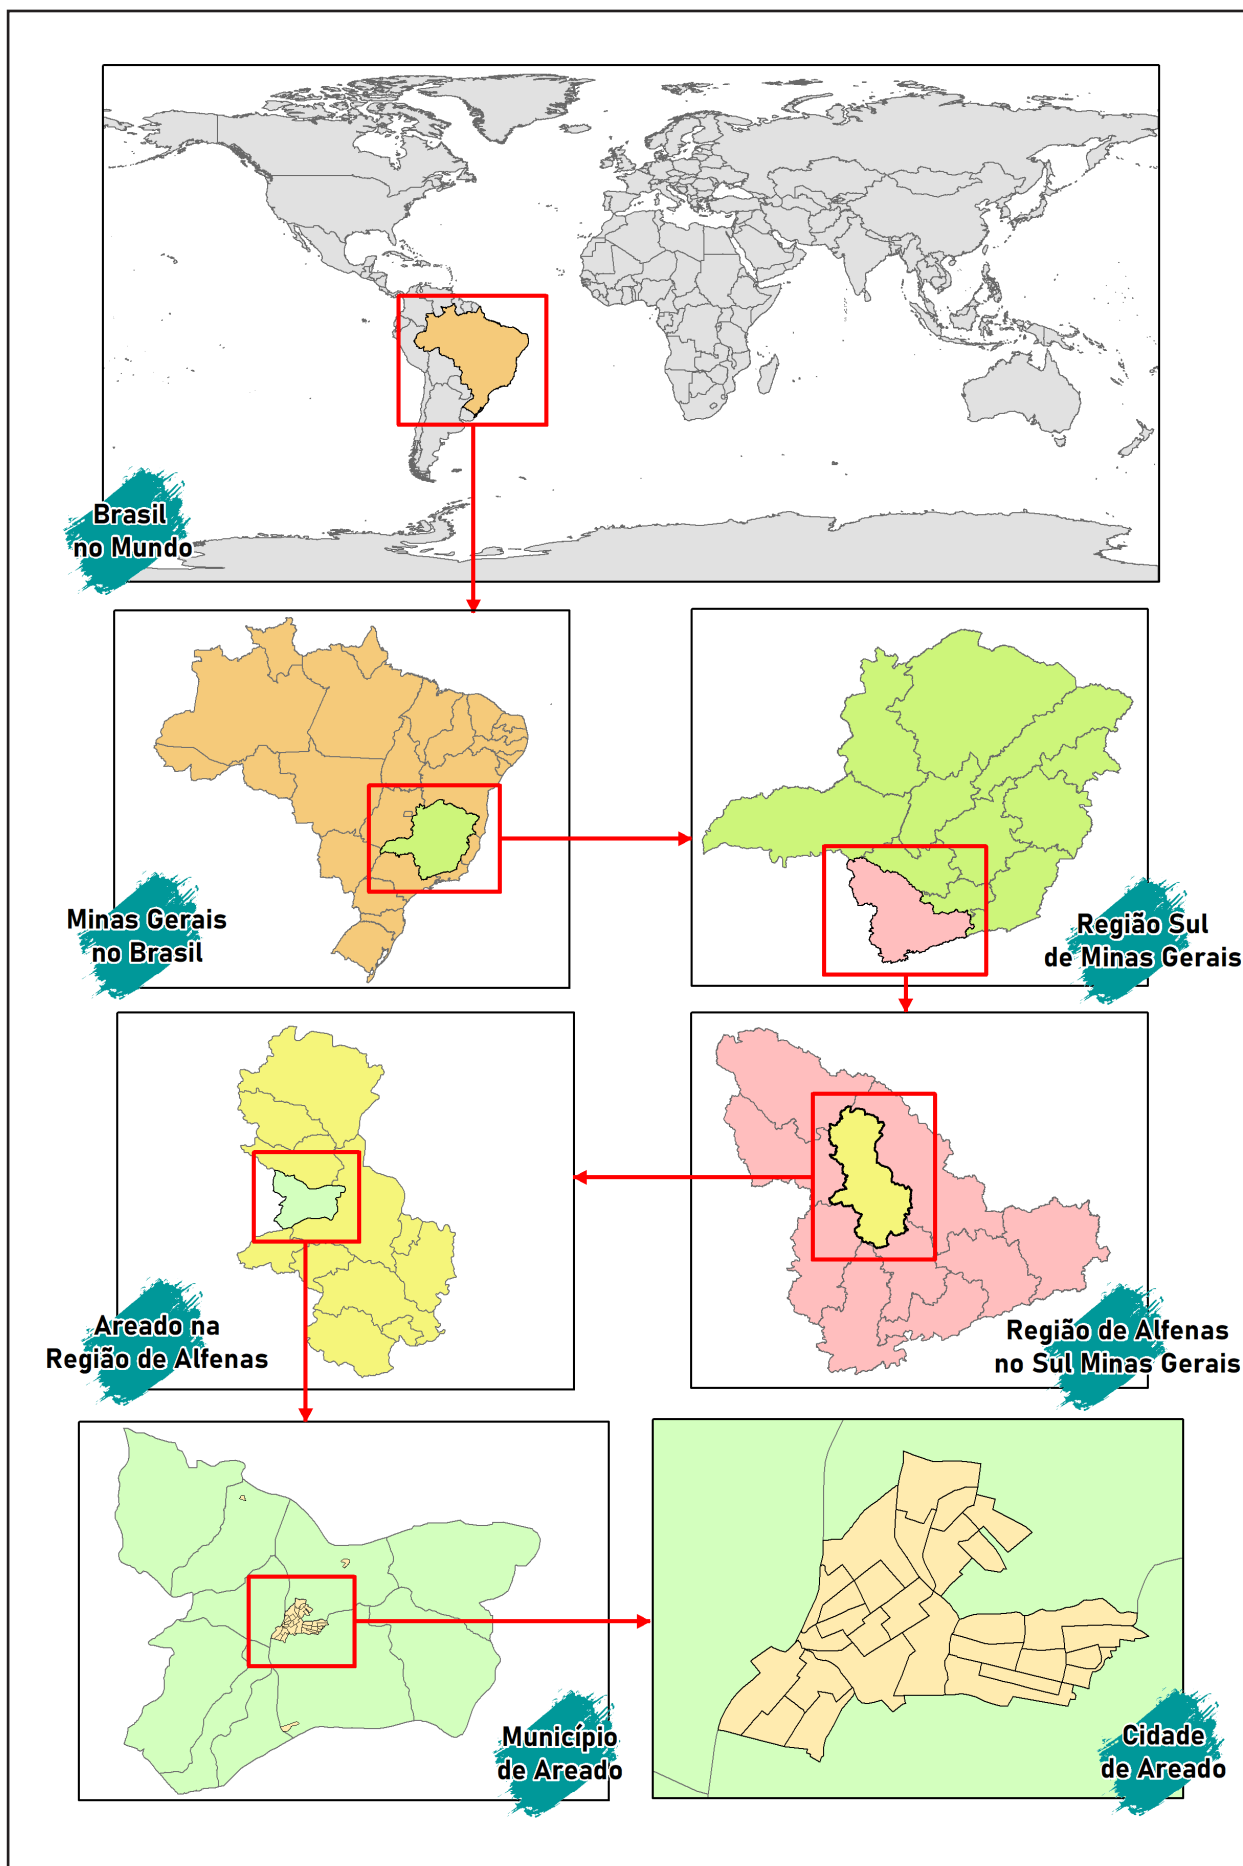 Brasil
no Mundo
Minas Gerais
no Brasil
Região Sul
de Minas Gerais
Areado na
Região de Alfenas
Região de Alfenas
no Sul Minas Gerais
Município
de Areado
Cidade
de Areado